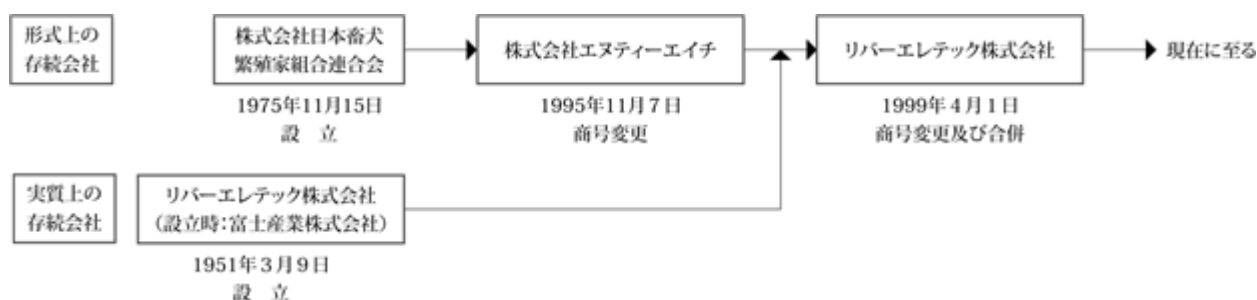 形式上の
存続会社
株式会社日本畜犬
繁殖家組合連合会
1975年11月15日
設 立
株式会社エヌティーエイチ
1995年11月7日
商号変更
リバーエレテック株式会社
1999年4月1日
商号変更及び合併
現在に至る
実質上の
存続会社
リバーエレテック株式会社
(設立時:富士産業株式会社)
1951年3月9日
設 立